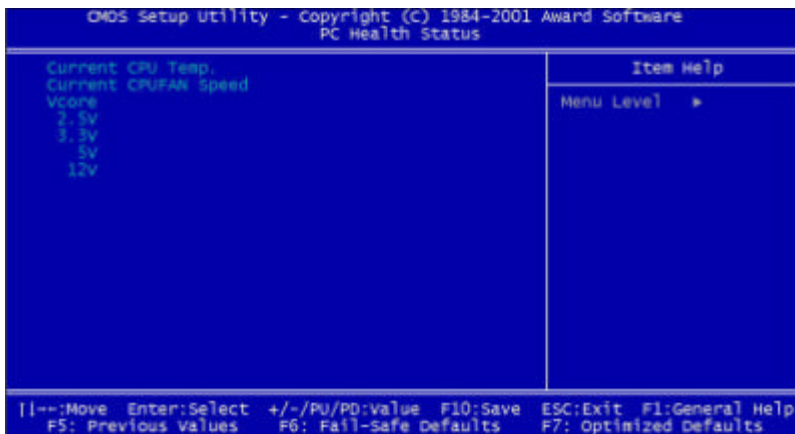 CMOS Setup Utility - Copyright (C) 1984-2001 Award Software
PC Health Status
Current CPU Temp.
Current CPUFAN Speed
Vcore
2.5V
3.3V
5V
12V
Item Help
Menu Level ►
↑↓→←:Move Enter:Select +/-/PU/PD:Value F10:Save ESC:Exit F1:General Help
F5: Previous Values F6: Fail-Safe Defaults F7: Optimized Defaults